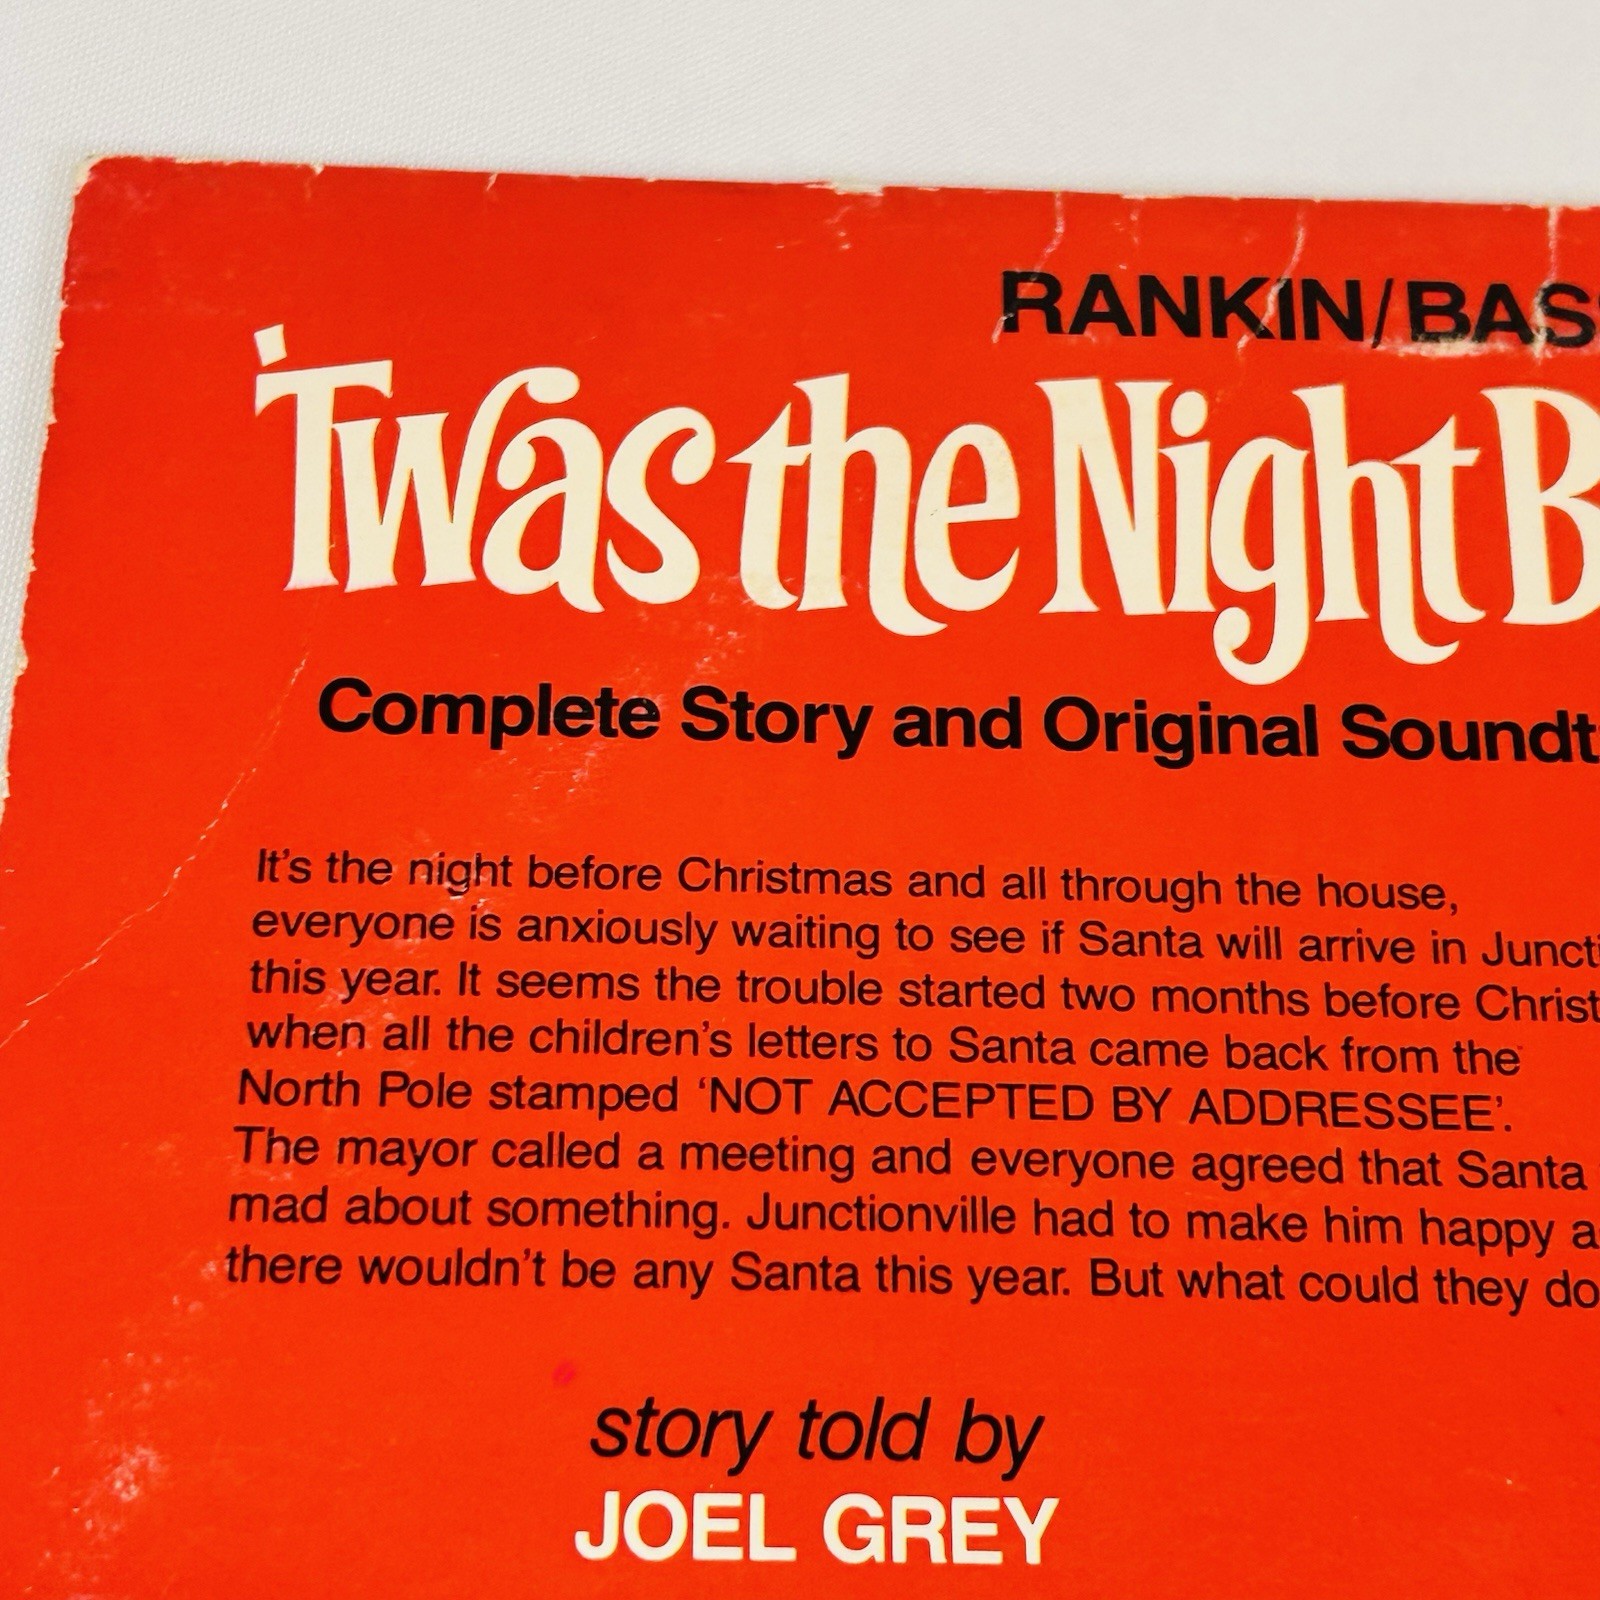 RANKIN/BAS
'Twas the Night B
Complete Story and Original Soundt
It's the night before Christmas and all through the house,
everyone is anxiously waiting to see if Santa will arrive in Juncti
this year. It seems the trouble started two months before Christ
when all the children's letters to Santa came back from the
North Pole stamped 'NOT ACCEPTED BY ADDRESSEE'.
The mayor called a meeting and everyone agreed that Santa
mad about something. Junctionville had to make him happy a
there wouldn't be any Santa this year. But what could they do
story told by
JOEL GREY